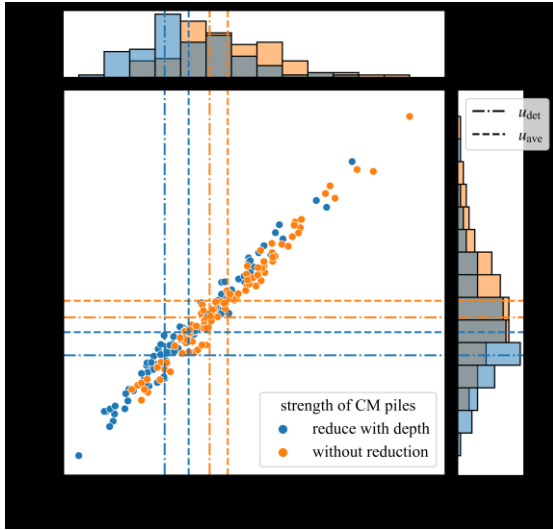 u_det
u_ave
strength of CM piles
reduce with depth
without reduction